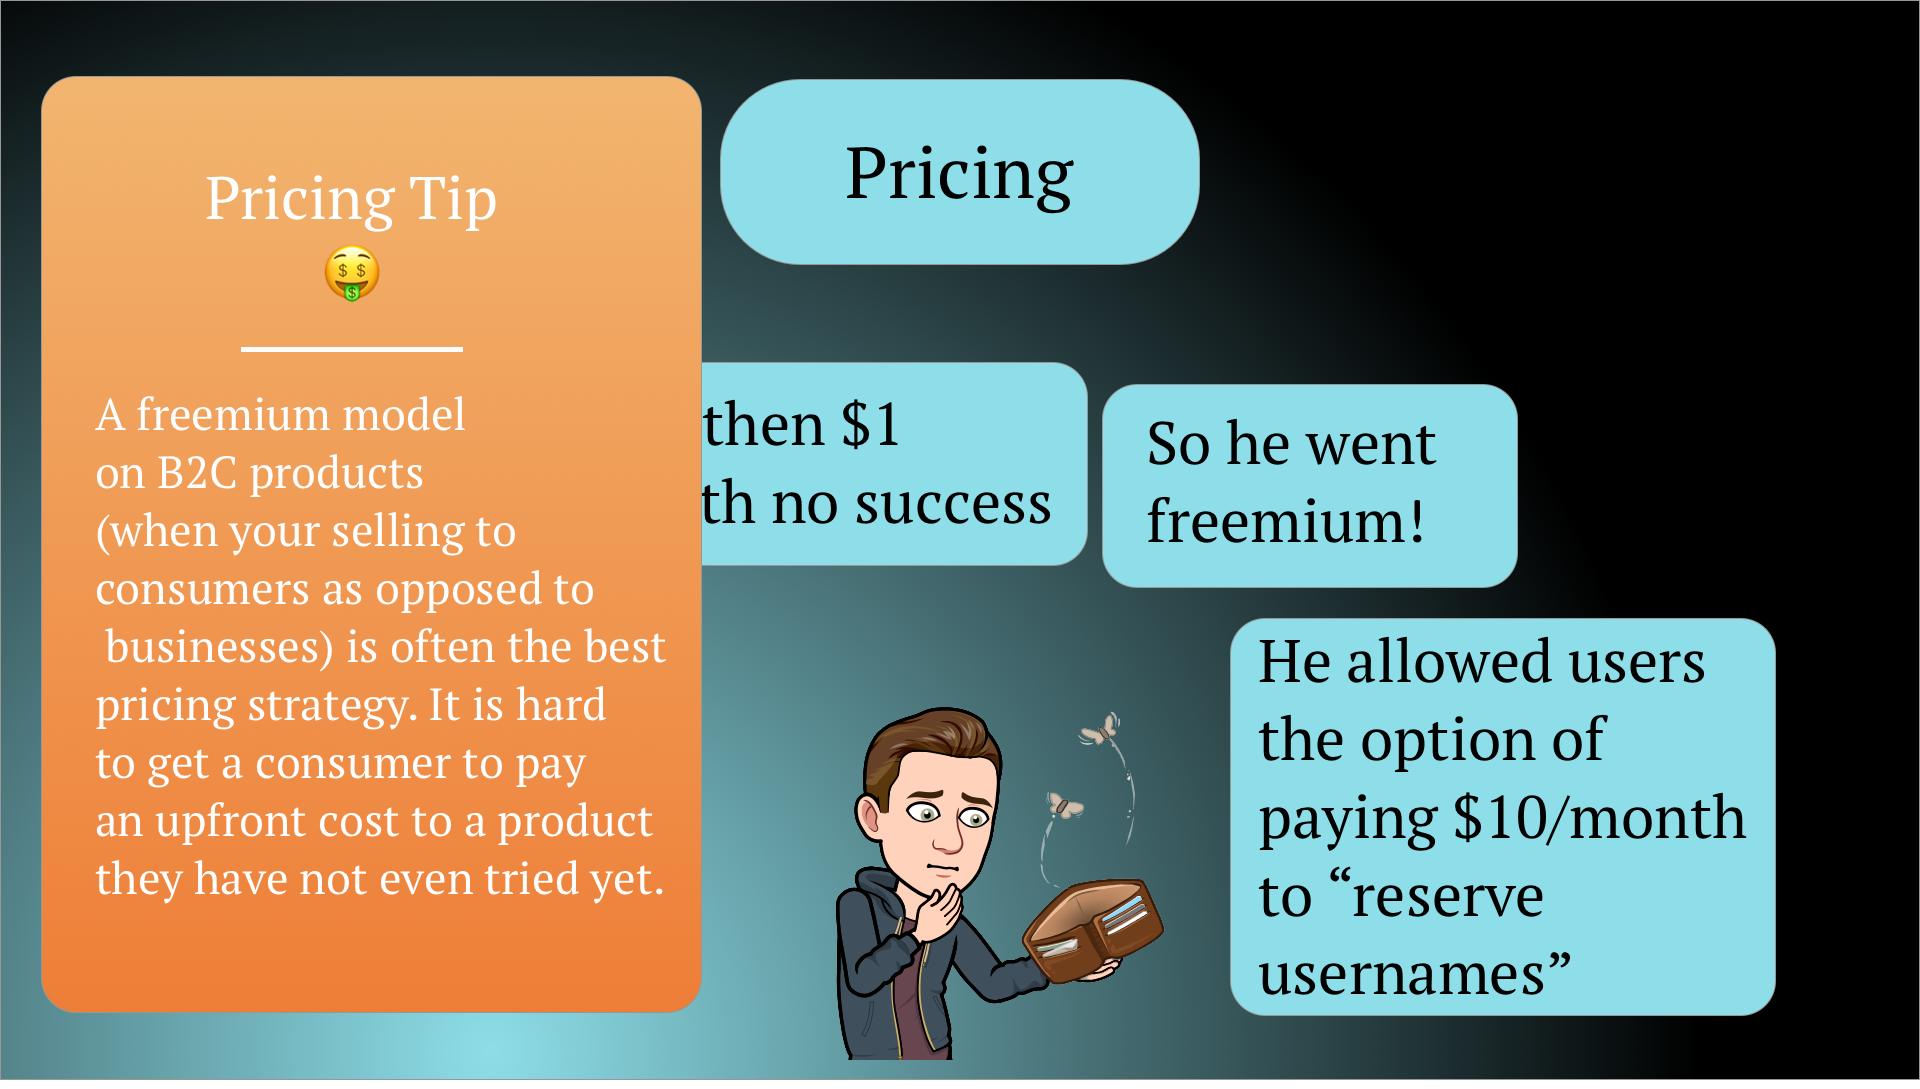 Pricing Tip
🤑
A freemium model
on B2C products
(when your selling to
consumers as opposed to
businesses) is often the best
pricing strategy. It is hard
to get a consumer to pay
an upfront cost to a product
they have not even tried yet.
Pricing
then $1
th no success
So he went
freemium!
He allowed users
the option of
paying $10/month
to “reserve
usernames”